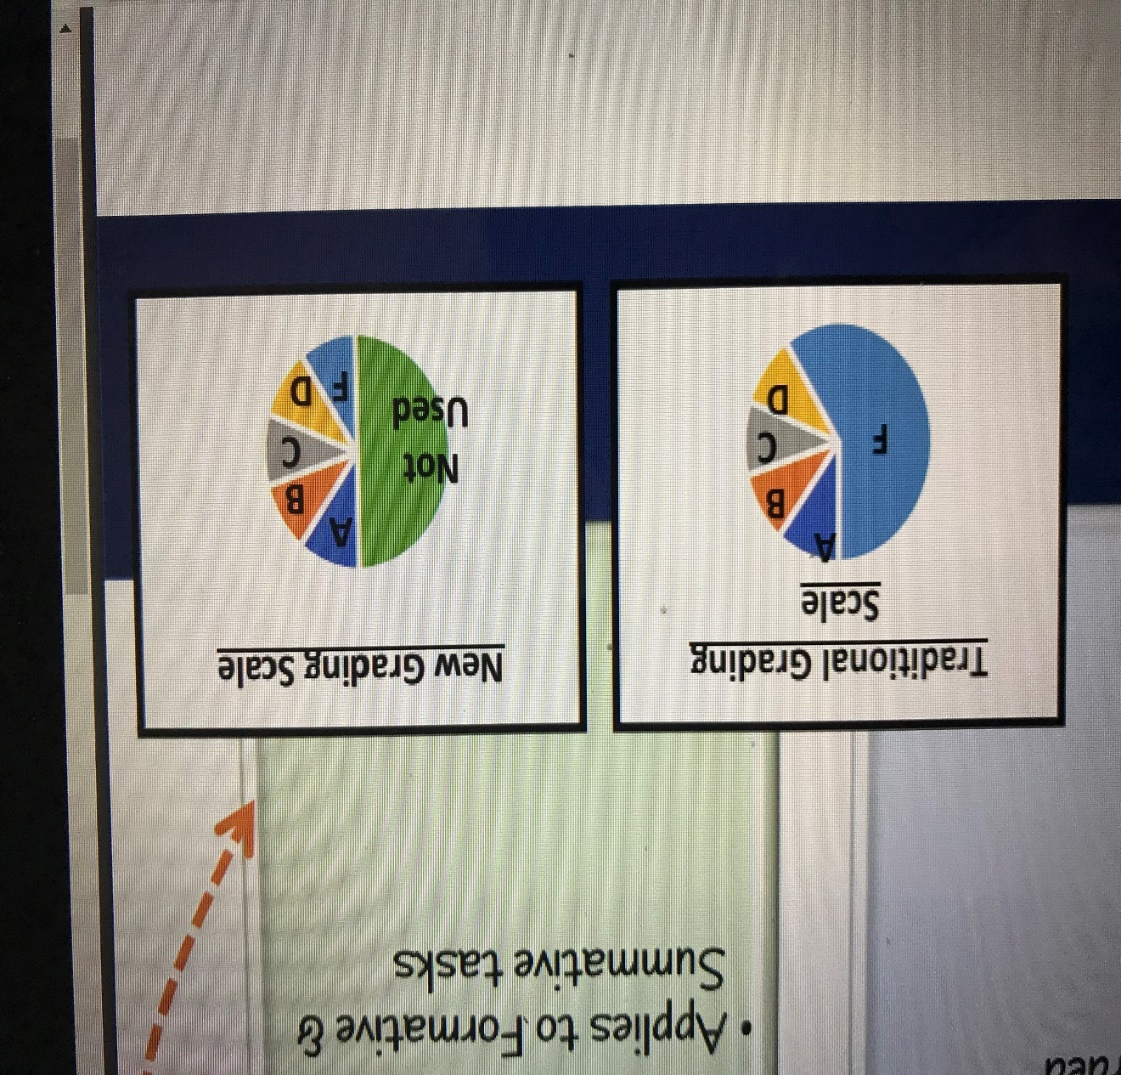 • Applies to Formative &
Summative tasks
Traditional Grading
Scale
A
B
C
D
F
New Grading Scale
A
B
C
D
F
Not
Used